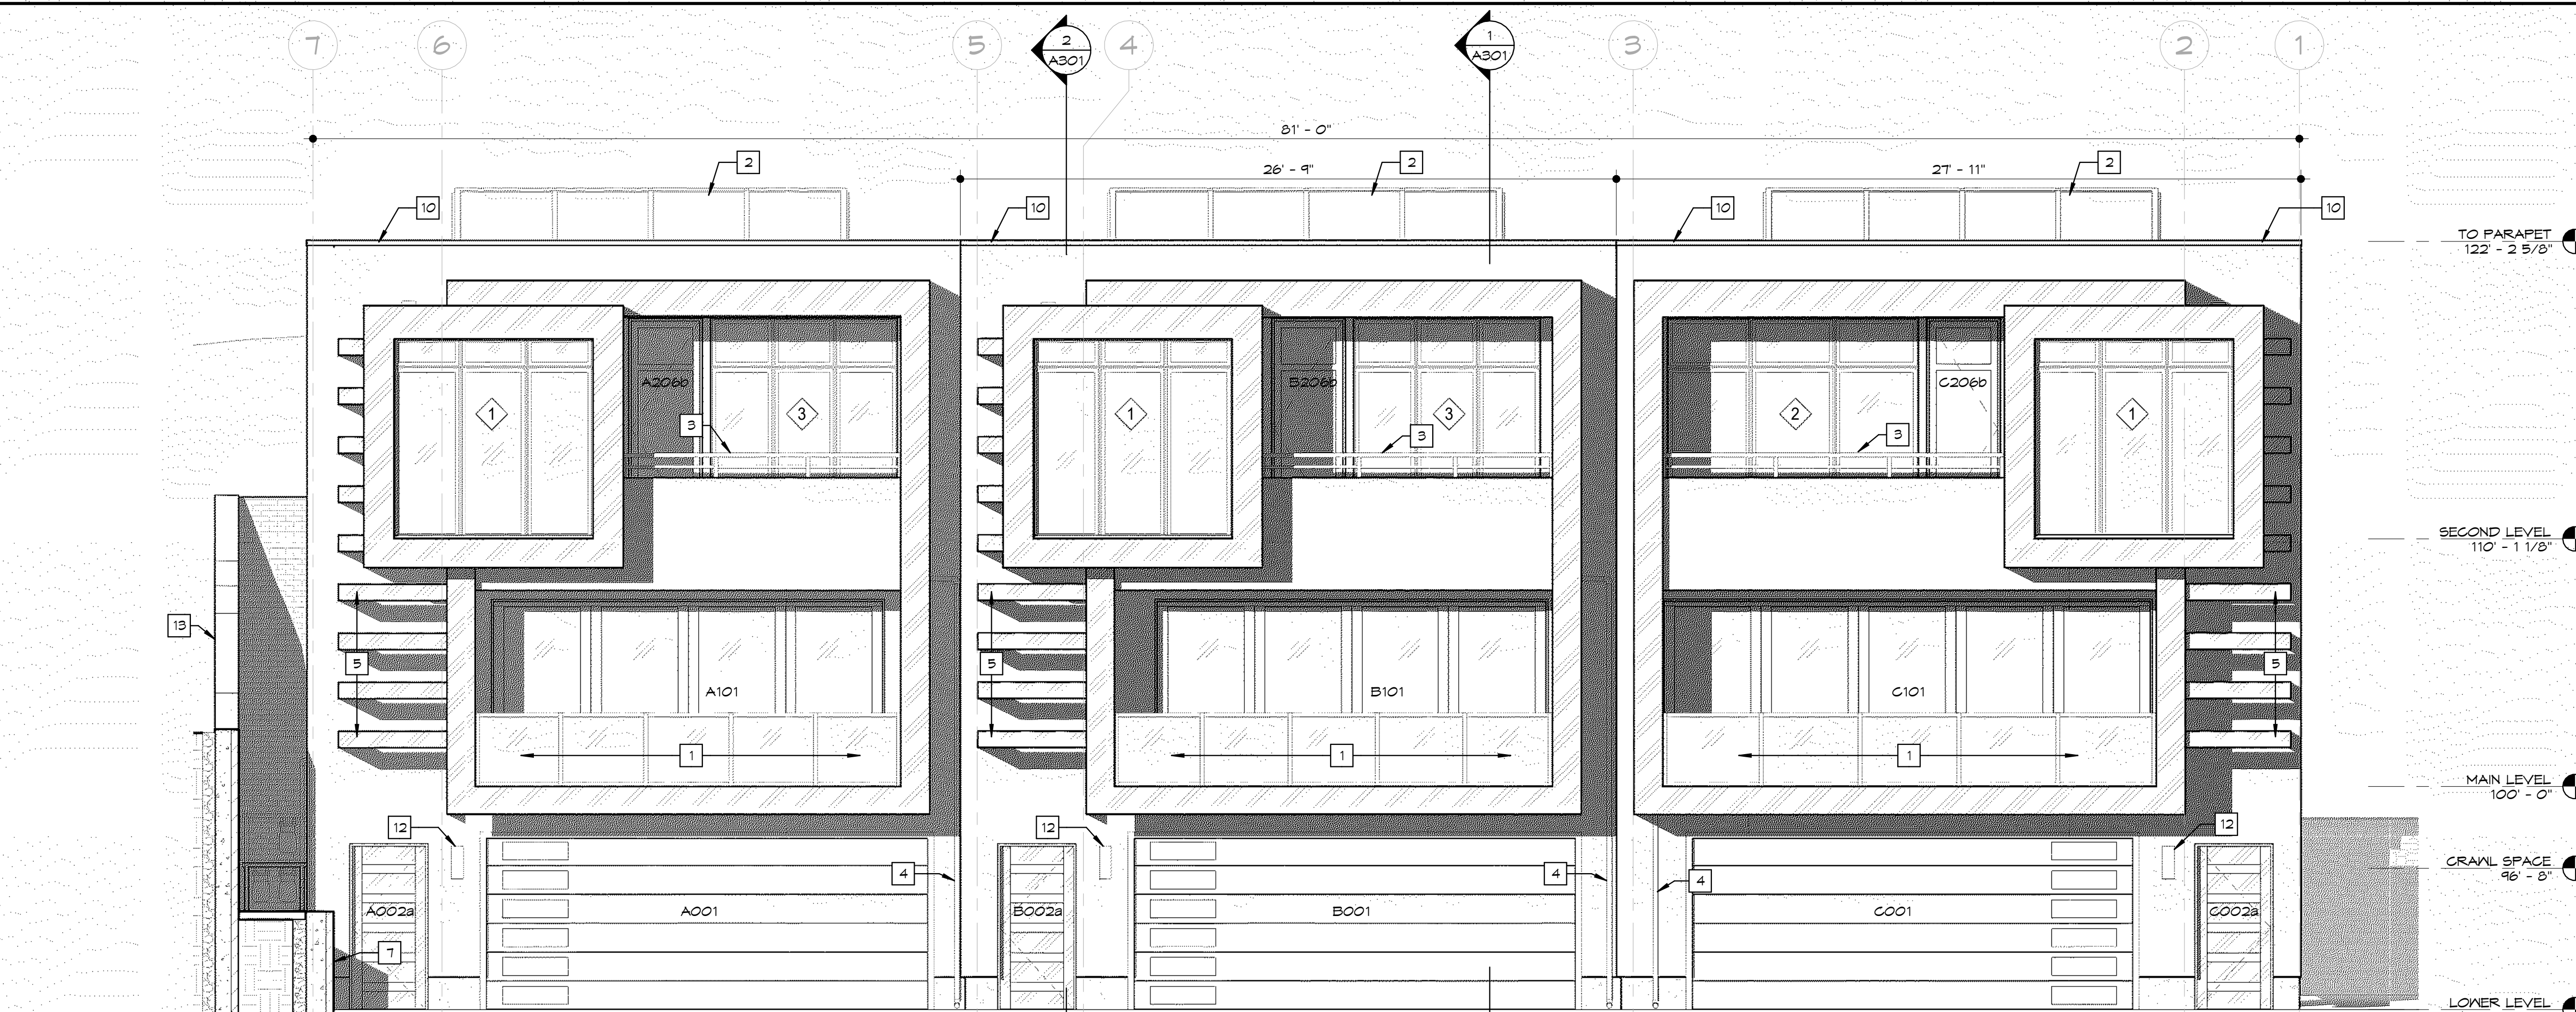 7
6
5
2
A301
4
1
A301
3
2
1
81' - 0"
26' - 9"
27' - 11"
2
2
2
10
10
10
10
TO PARAPET
122' - 2 5/8"
A206b
B206b
C206b
1
3
1
3
2
1
3
3
3
SECOND LEVEL
110' - 1 1/8"
13
5
5
5
A101
B101
C101
1
1
1
MAIN LEVEL
100' - 0"
12
12
12
CRAWL SPACE
96' - 8"
4
4
4
A002a
A001
B002a
B001
C001
C002a
7
LOWER LEVEL